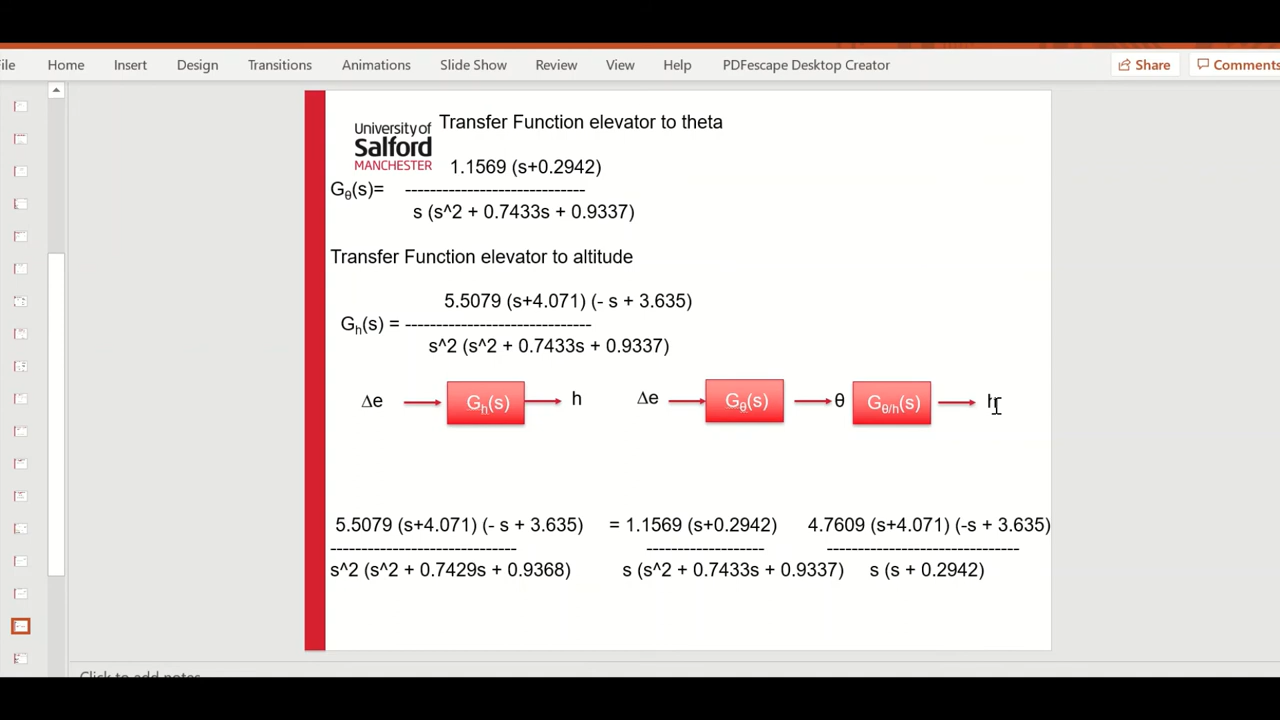 File Home Insert Design Transitions Animations Slide Show Review View Help PDFescape Desktop Creator Share Comments
Transfer Function elevator to theta
University of
Salford
MANCHESTER
1.1569 (s+0.2942)
Gθ(s)= -----------------------------
s (s^2 + 0.7433s + 0.9337)
Transfer Function elevator to altitude
5.5079 (s+4.071) (- s + 3.635)
Gh(s) = ------------------------------
s^2 (s^2 + 0.7433s + 0.9337)
Δe Gh(s) h Δe Gθ(s) θ Gθ/h(s) h
5.5079 (s+4.071) (- s + 3.635) = 1.1569 (s+0.2942) 4.7609 (s+4.071) (-s + 3.635)
------------------------------ ------------------- -------------------------------
s^2 (s^2 + 0.7429s + 0.9368) s (s^2 + 0.7433s + 0.9337) s (s + 0.2942)
Click to add notes